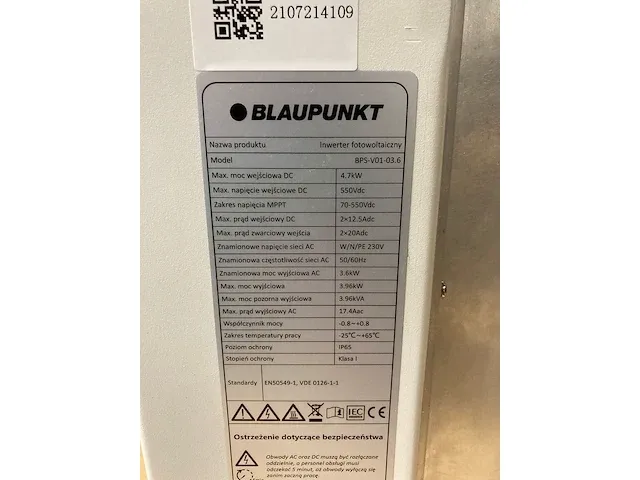 2107214109
BLAUPUNKT
Nazwa produktu Inwerter fotowoltaiczny
Model BPS-V01-03.6
Max. moc wejściowa DC 4.7kW
Max. napięcie wejściowe DC 550Vdc
Zakres napięcia MPPT 70-550Vdc
Max. prąd wejściowy DC 2×12.5Adc
Max. prąd zwarciowy wejścia 2×20Adc
Znamionowe napięcie sieci AC W/N/PE 230V
Znamionowa częstotliwość sieci AC 50/60Hz
Znamionowa moc wyjściowa AC 3.6kW
Max. moc wyjściowa 3.96kW
Max. moc pozorna wyjściowa 3.96kVA
Max. prąd wyjściowy AC 17.4Aac
Współczynnik mocy -0.8~+0.8
Zakres temperatury pracy -25℃~+65℃
Poziom ochrony IP65
Stopień ochrony Klasa I
Standardy EN50549-1, VDE 0126-1-1
IEC CE
Ostrzeżenie dotyczące bezpieczeństwa
Obwody AC oraz DC muszą być rozłączone
oddzielnie, a personel obsługi musi
odczekać 5 minut, aż obwody wyłączą się
zanim zaczną pracę.